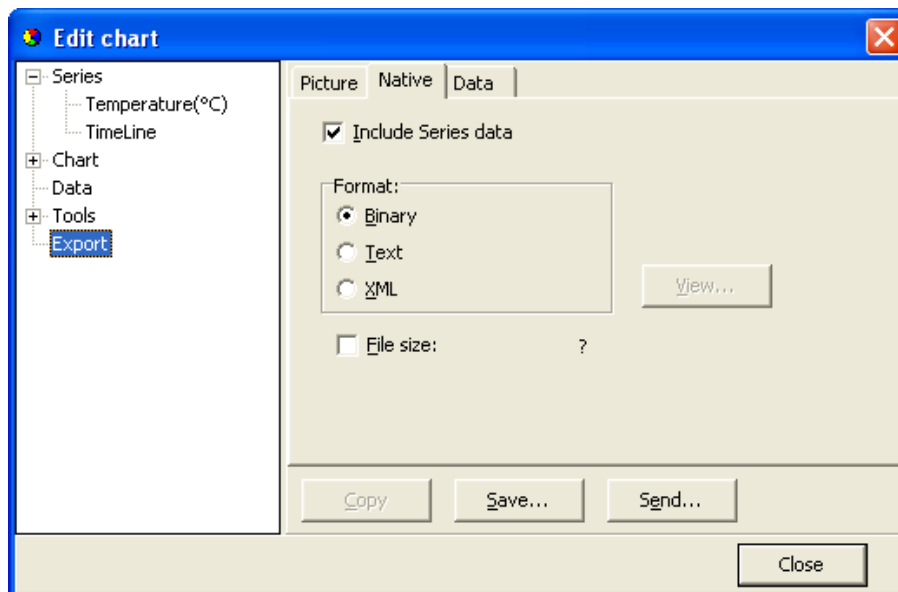 Edit chart
Series
Temperature(°C)
TimeLine
Chart
Data
Tools
Export
Picture Native Data
Include Series data
Format:
Binary
Text
XML
View...
File size: ?
Copy Save... Send...
Close